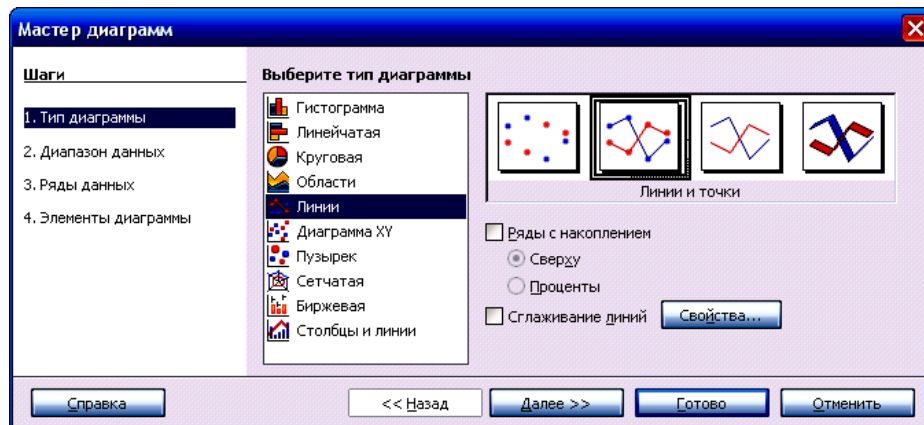 Мастер диаграмм
Шаги
1. Тип диаграммы
2. Диапазон данных
3. Ряды данных
4. Элементы диаграммы
Выберите тип диаграммы
Гистограмма
Линейчатая
Круговая
Области
Линии
Диаграмма XY
Пузырек
Сетчатая
Биржевая
Столбцы и линии
Линии и точки
Ряды с накоплением
Сверху
Проценты
Сглаживание линий
Свойства...
Справка
<< Назад
Далее >>
Готово
Отменить